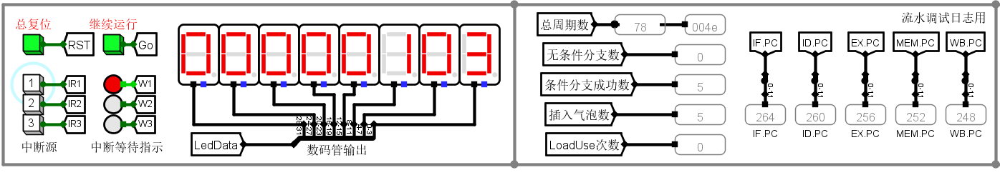 总复位
RST
继续运行
Go
1
IR1
2
IR2
3
IR3
中断源
W1
W2
W3
中断等待指示
00000103
28-31
24-27
20-23
16-19
12-15
8-11
4-7
0-3
LedData
数码管输出
总周期数
78
004e
无条件分支数
0
条件分支成功数
5
插入气泡数
5
LoadUse次数
0
流水调试日志用
IF.PC ID.PC EX.PC MEM.PC WB.PC
0-11 0-11 0-11 0-11 0-11
264 260 256 252 248
IF.PC ID.PC EX.PC MEM.PC WB.PC